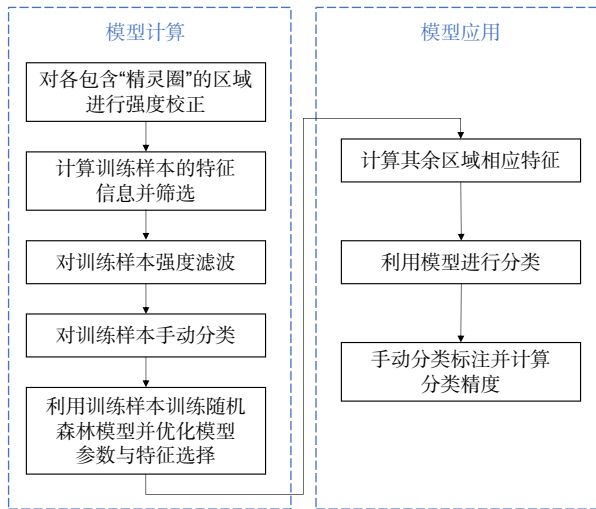 模型计算
对各包含“精灵圈”的区域
进行强度校正
计算训练样本的特征
信息并筛选
对训练样本强度滤波
对训练样本手动分类
利用训练样本训练随机
森林模型并优化模型
参数与特征选择
模型应用
计算其余区域相应特征
利用模型进行分类
手动分类标注并计算
分类精度